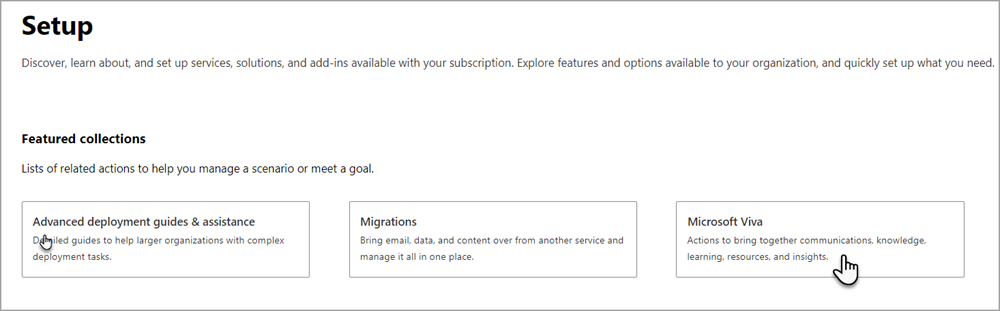 Setup
Discover, learn about, and set up services, solutions, and add-ins available with your subscription. Explore features and options available to your organization, and quickly set up what you need.
Featured collections
Lists of related actions to help you manage a scenario or meet a goal.
Advanced deployment guides & assistance
Detailed guides to help larger organizations with complex
deployment tasks.
Migrations
Bring email, data, and content over from another service and
manage it all in one place.
Microsoft Viva
Actions to bring together communications, knowledge,
learning, resources, and insights.